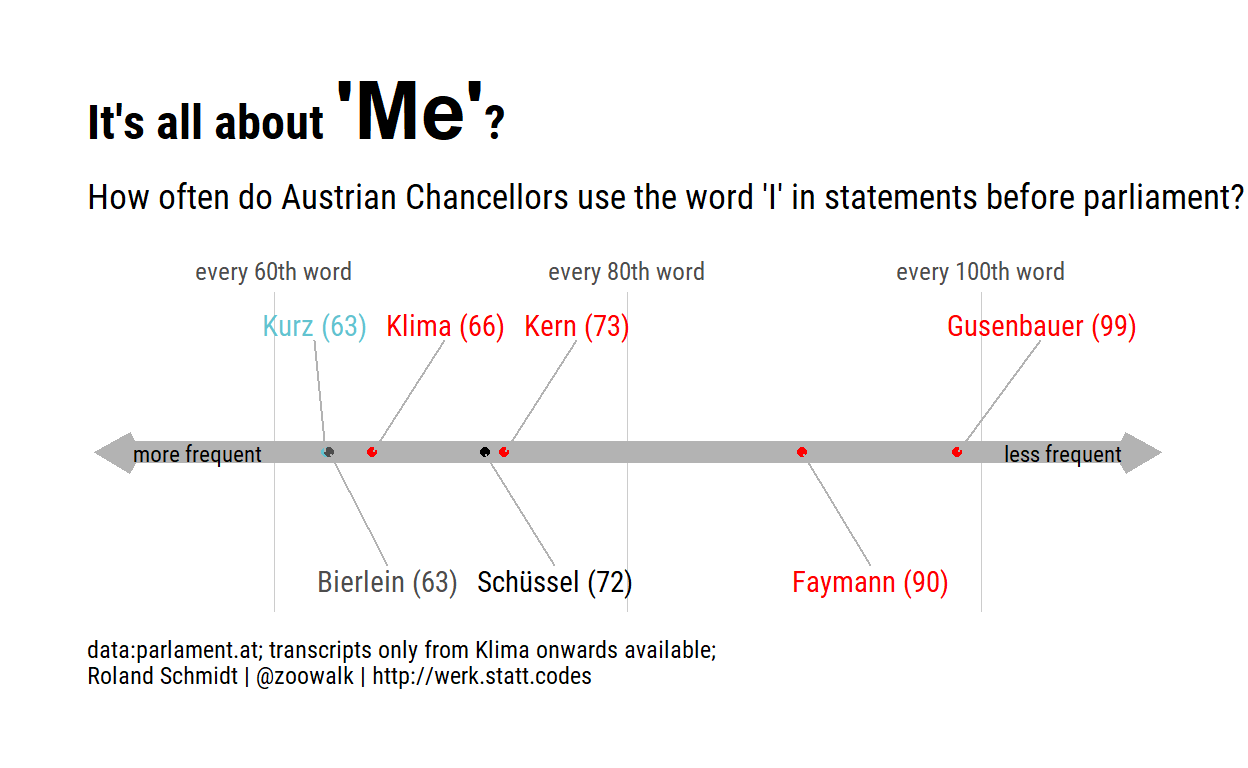 It's all about 'Me'?
How often do Austrian Chancellors use the word 'I' in statements before parliament?
every 60th word every 80th word every 100th word
Kurz (63) Klima (66) Kern (73) Gusenbauer (99)
more frequent less frequent
Bierlein (63) Schüssel (72) Faymann (90)
data:parlament.at; transcripts only from Klima onwards available;
Roland Schmidt | @zoowalk | http://werk.statt.codes